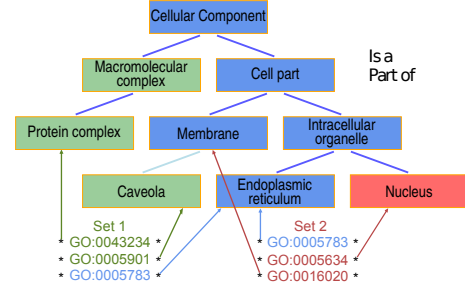 Cellular Component
Macromolecular
complex
Cell part
Is a
Part of
Protein complex
Membrane
Intracellular
organelle
Caveola
Endoplasmic
reticulum
Nucleus
Set 1
* GO:0043234 *
* GO:0005901 *
* GO:0005783 *
Set 2
* GO:0005783 *
* GO:0005634 *
* GO:0016020 *